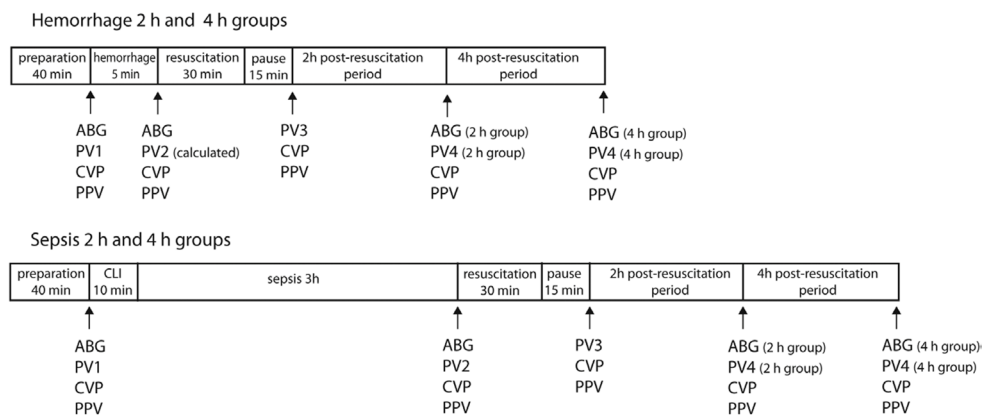 Hemorrhage 2 h and 4 h groups
preparation hemorrhage resuscitation pause 2h post-resuscitation 4h post-resuscitation
40 min 5 min 30 min 15 min period period
ABG ABG PV3 ABG (2 h group) ABG (4 h group)
PV1 PV2 (calculated) CVP PV4 (2 h group) PV4 (4 h group)
CVP CVP PPV CVP CVP
PPV PPV PPV PPV
Sepsis 2 h and 4 h groups
preparation CLI sepsis 3h resuscitation pause 2h post-resuscitation 4h post-resuscitation
40 min 10 min 30 min 15 min period period
ABG ABG PV3 ABG (2 h group) ABG (4 h group)
PV1 PV2 CVP PV4 (2 h group) PV4 (4 h group)
CVP CVP PPV CVP CVP
PPV PPV PPV PPV